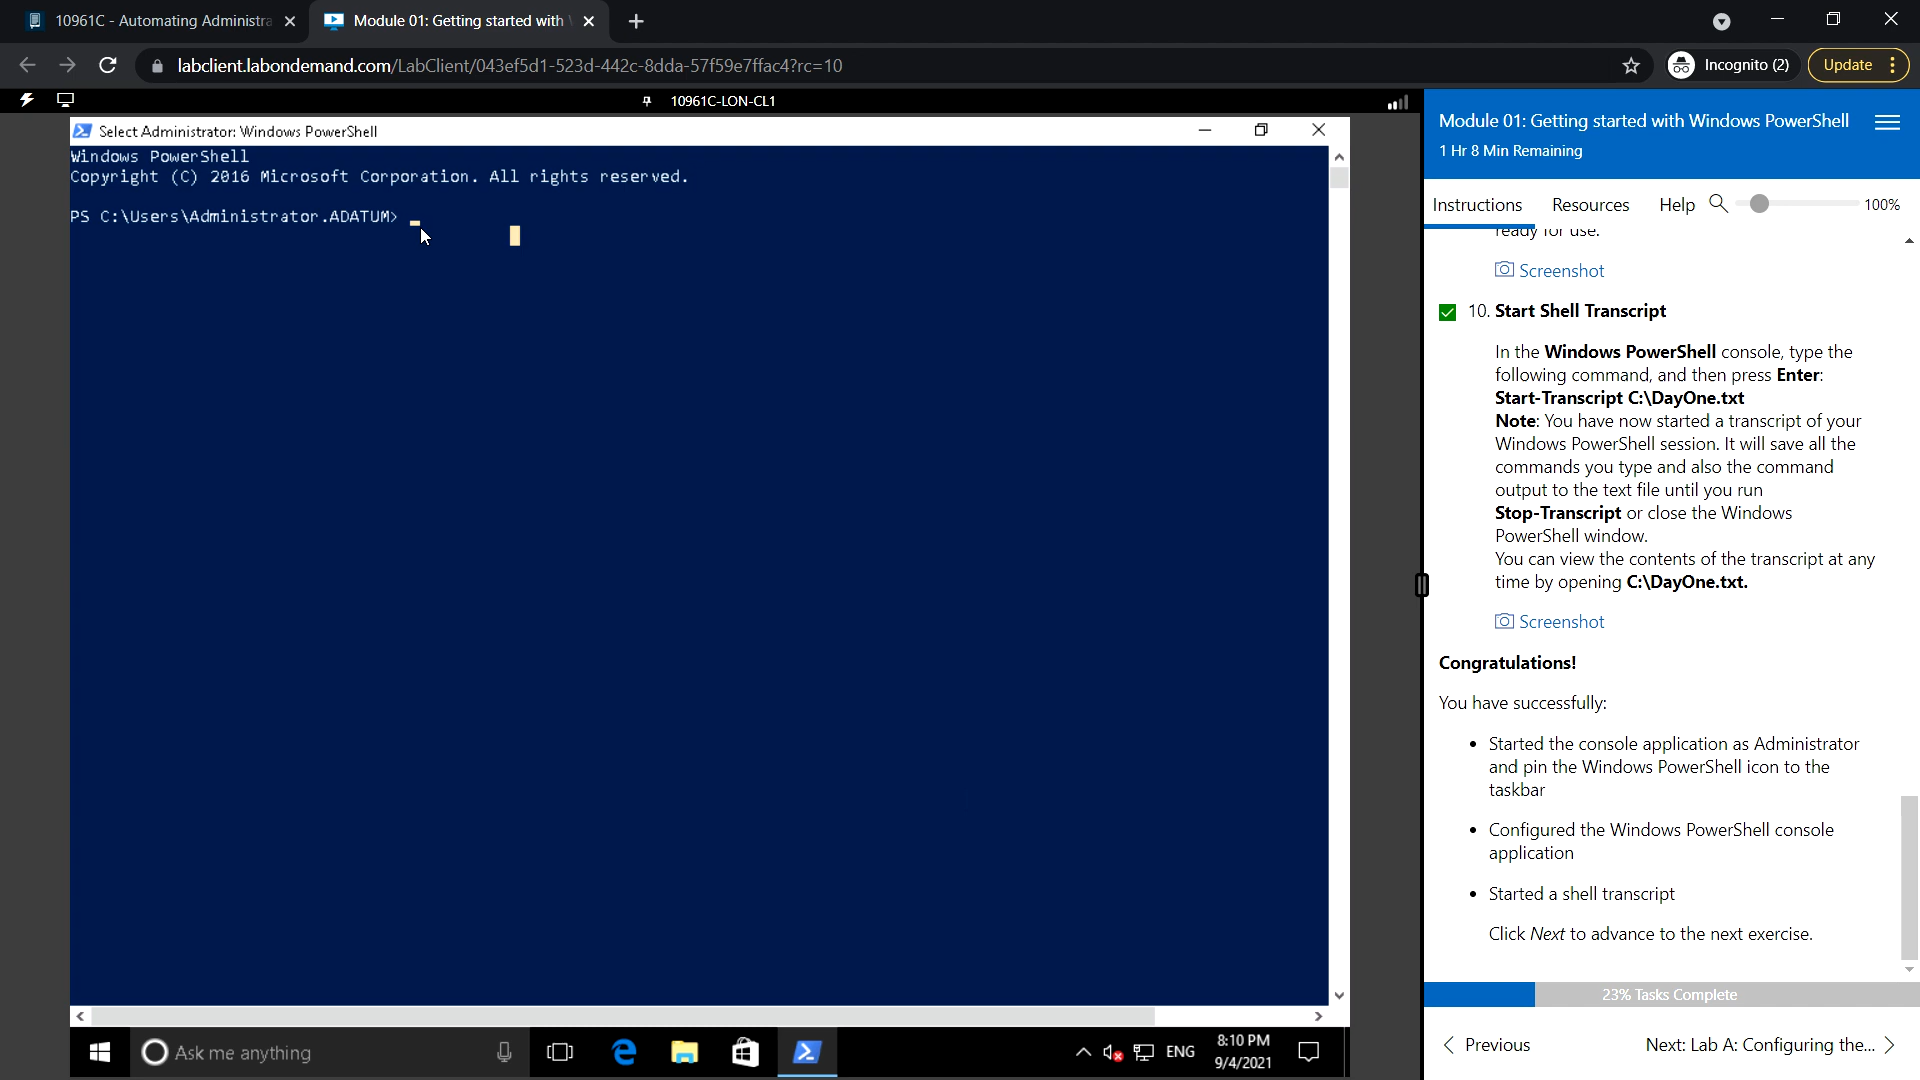 10961C - Automating Administra
Module 01: Getting started with
labclient.labondemand.com/LabClient/043ef5d1-523d-442c-8dda-57f59e7ffac4?rc=10
Incognito (2)
Update
10961C-LON-CL1
Select Administrator: Windows PowerShell
Windows PowerShell
Copyright (C) 2016 Microsoft Corporation. All rights reserved.
PS C:\Users\Administrator.ADATUM>
Ask me anything
ENG
8:10 PM
9/4/2021
Module 01: Getting started with Windows PowerShell
1 Hr 8 Min Remaining
Instructions Resources Help 100%
ready for use.
Screenshot
10. Start Shell Transcript
In the Windows PowerShell console, type the
following command, and then press Enter:
Start-Transcript C:\DayOne.txt
Note: You have now started a transcript of your
Windows PowerShell session. It will save all the
commands you type and also the command
output to the text file until you run
Stop-Transcript or close the Windows
PowerShell window.
You can view the contents of the transcript at any
time by opening C:\DayOne.txt.
Screenshot
Congratulations!
You have successfully:
• Started the console application as Administrator
and pin the Windows PowerShell icon to the
taskbar
• Configured the Windows PowerShell console
application
• Started a shell transcript
Click Next to advance to the next exercise.
23% Tasks Complete
Previous
Next: Lab A: Configuring the...